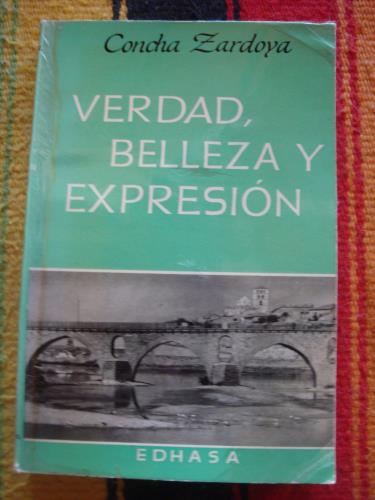 Concha Zardoya
VERDAD,
BELLEZA Y
EXPRESIÓN
EDHASA